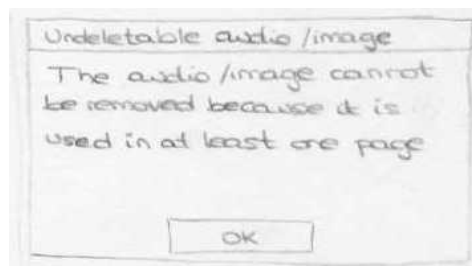 Undeletable audio/image
The audio/image cannot
be removed because it is
used in at least one page
OK